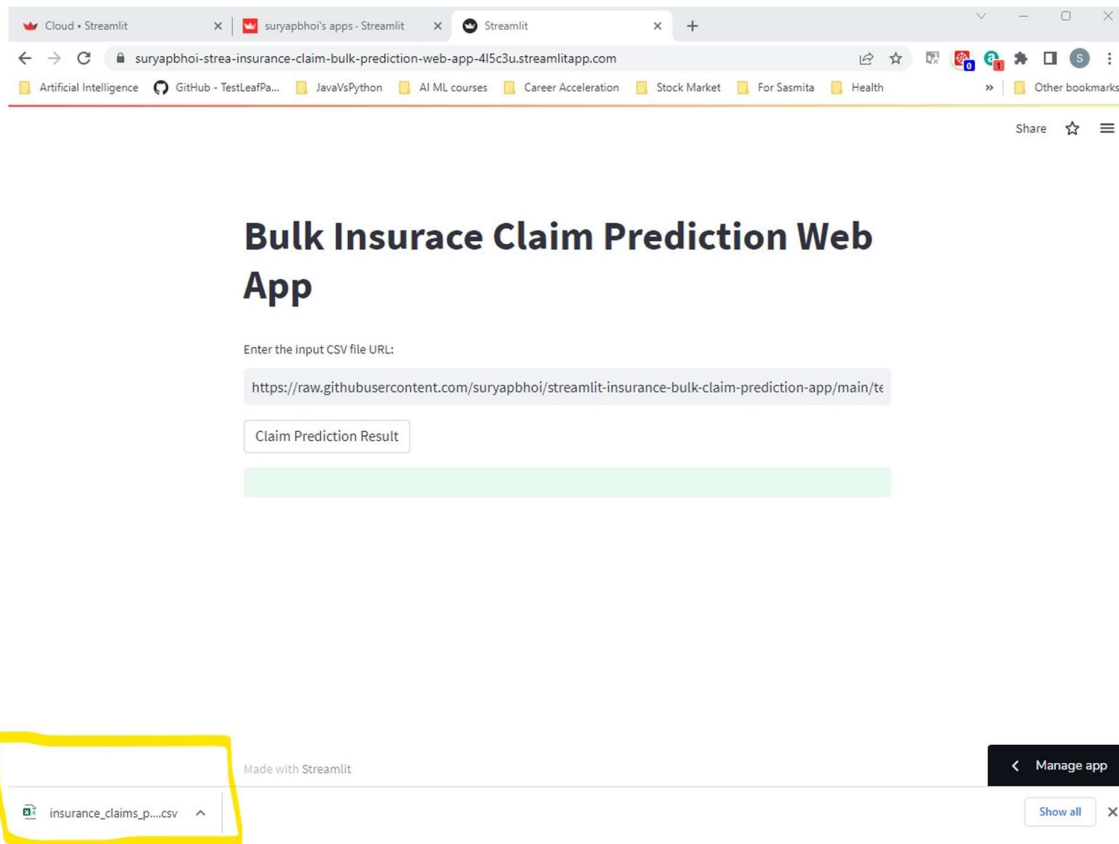 Cloud • Streamlit
suryapbhoi's apps · Streamlit
Streamlit
suryapbhoi-strea-insurance-claim-bulk-prediction-web-app-4l5c3u.streamlitapp.com
0
a
1
S
Artificial Intelligence
GitHub - TestLeafPa...
JavaVsPython
AI ML courses
Career Acceleration
Stock Market
For Sasmita
Health
»
Other bookmarks
Share
Bulk Insurace Claim Prediction Web
App
Enter the input CSV file URL:
https://raw.githubusercontent.com/suryapbhoi/streamlit-insurance-bulk-claim-prediction-app/main/te
Claim Prediction Result
Made with Streamlit
Manage app
insurance_claims_p....csv
Show all